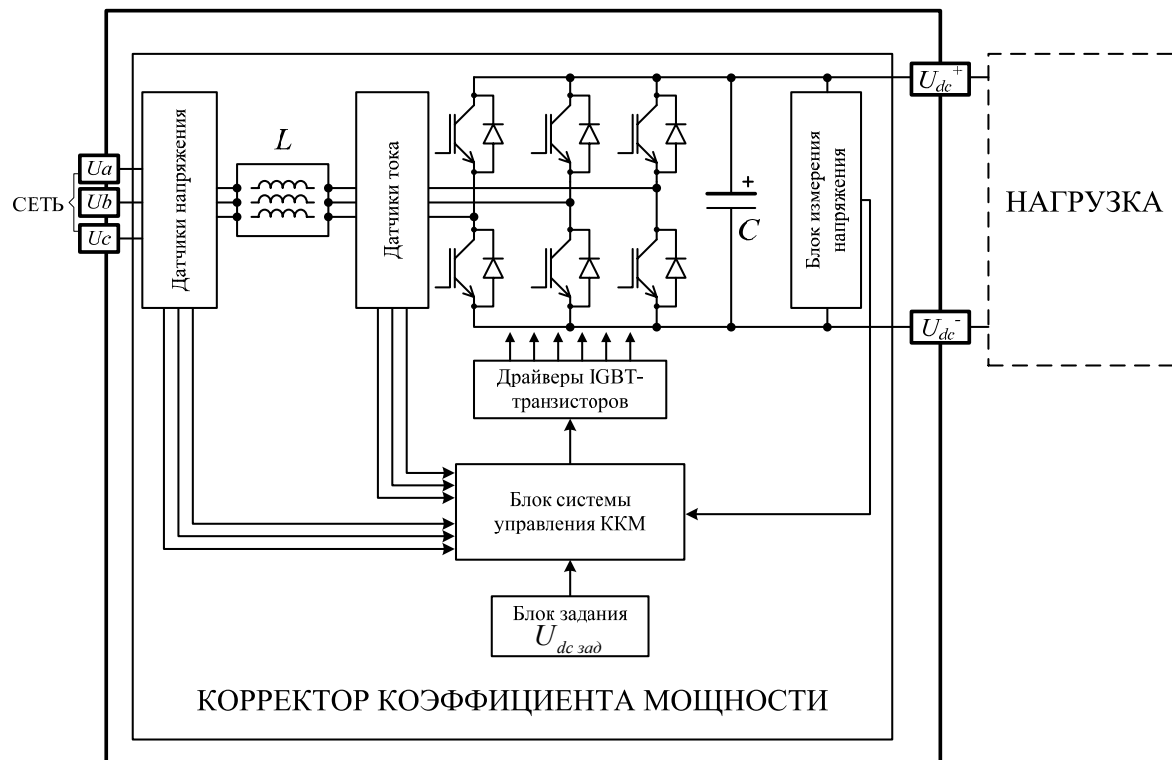 Датчики напряжения
L
Датчики тока
+
C
Блок измерения
напряжения
Udc+
НАГРУЗКА
СЕТЬ
Ua
Ub
Uc
Udc-
Драйверы IGBT-
транзисторов
Блок системы
управления ККМ
Блок задания
Udc зад
КОРРЕКТОР КОЭФФИЦИЕНТА МОЩНОСТИ